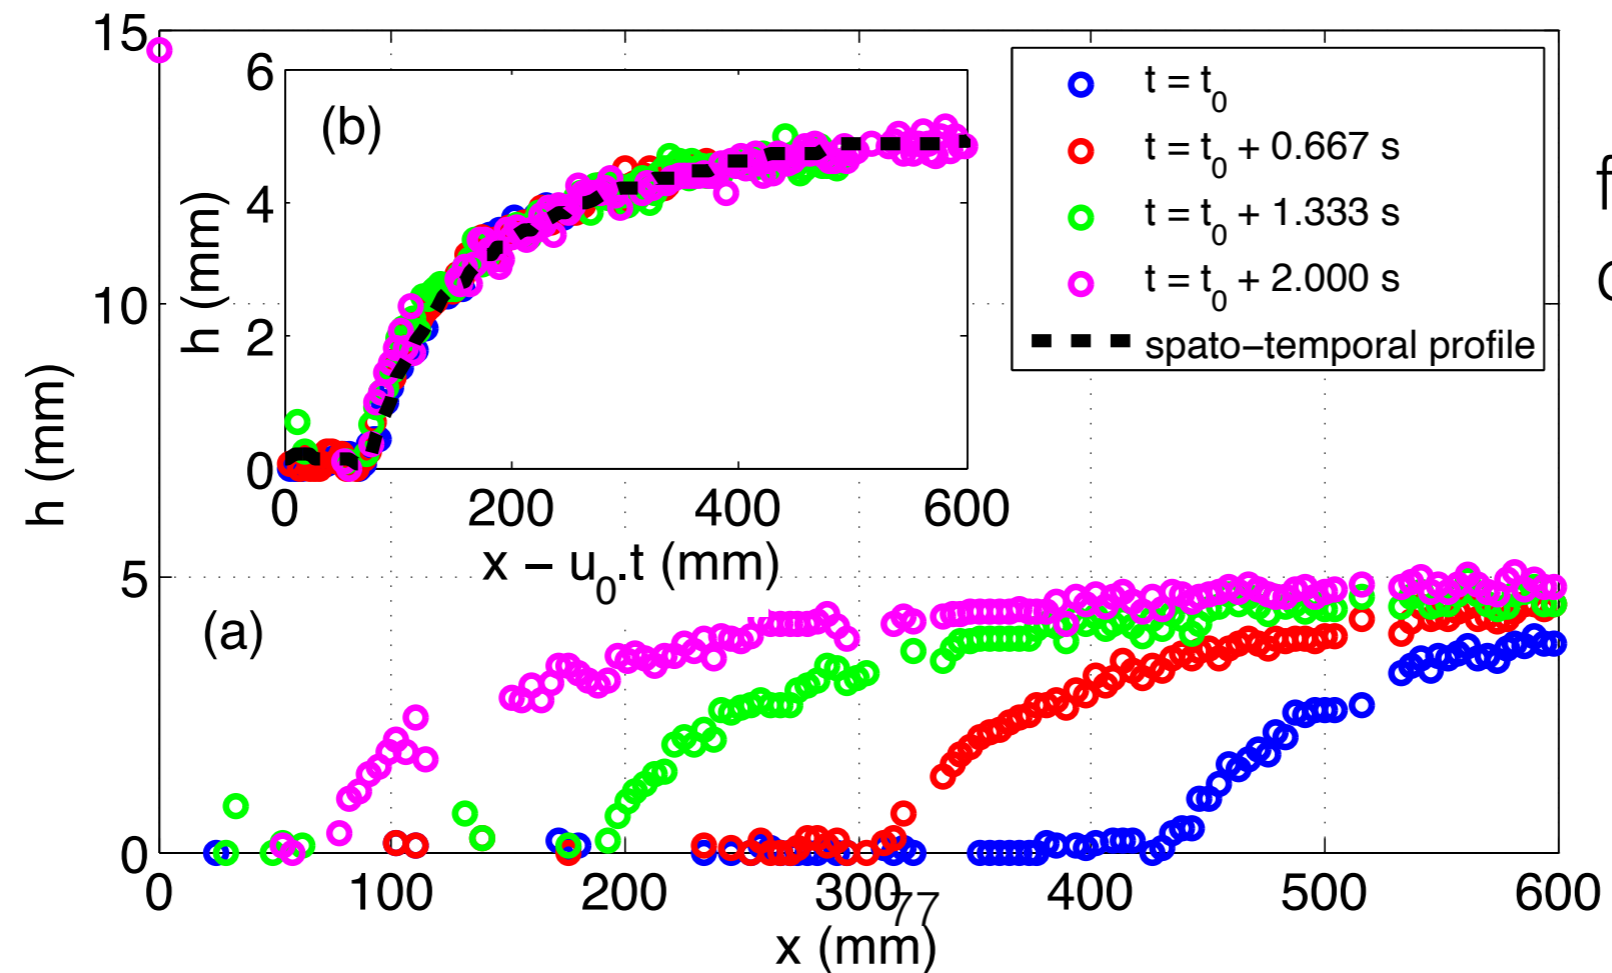 15
10
5
0
h (mm)
0
100
200
300
400
500
600
x (mm)
77
(a)
(b)
6
4
2
0
h (mm)
0
200
400
600
x − u0.t (mm)
t = t0
t = t0 + 0.667 s
t = t0 + 1.333 s
t = t0 + 2.000 s
spato−temporal profile
f